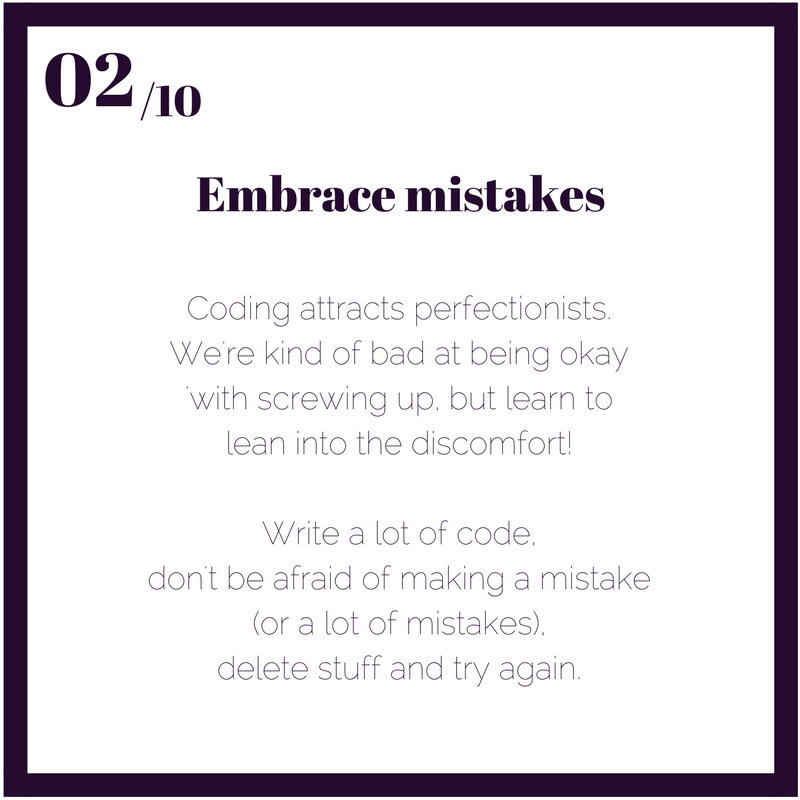 02/10
Embrace mistakes
Coding attracts perfectionists.
We're kind of bad at being okay
'with screwing up, but learn to
lean into the discomfort!
Write a lot of code,
don't be afraid of making a mistake
(or a lot of mistakes),
delete stuff and try again.